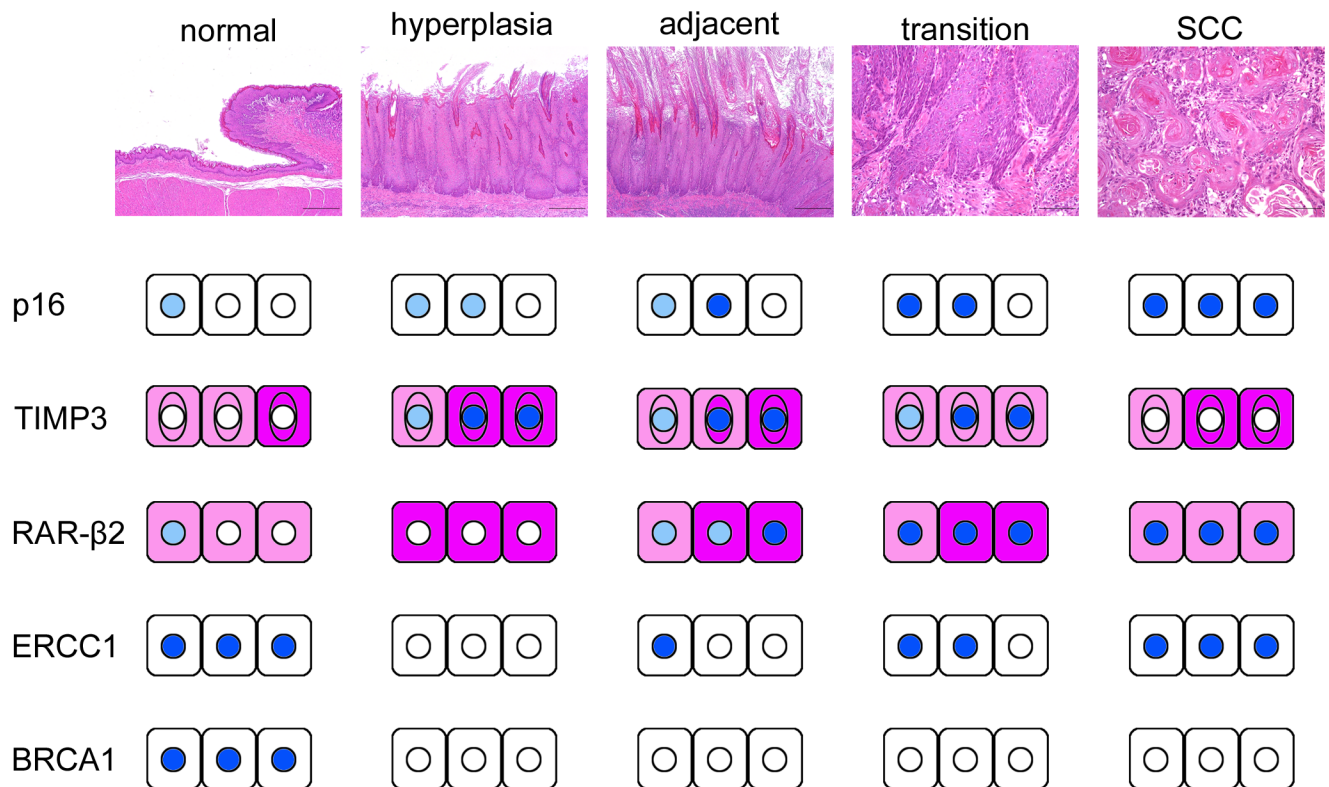 normal hyperplasia adjacent transition SCC
p16
TIMP3
RAR-β2
ERCC1
BRCA1